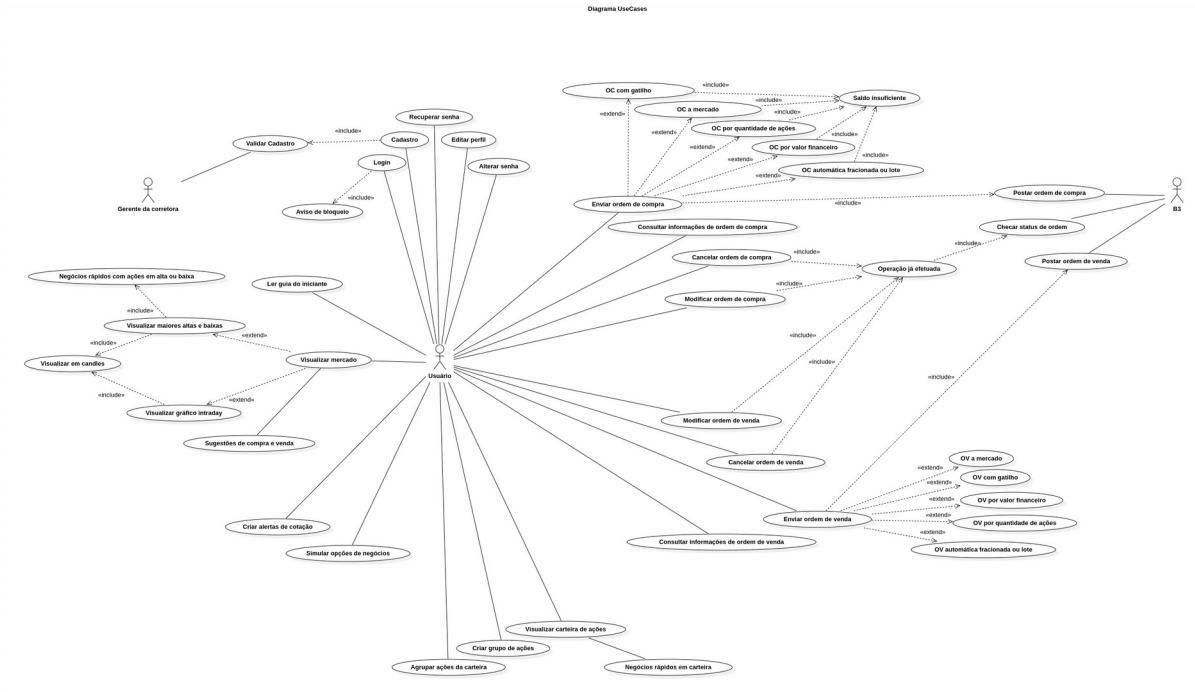 Diagrama UseCases
OC com gatilho
«include»
Saldo insuficiente
«include»
OC a mercado
«extend»
«include»
OC por quantidade de ações
«extend»
«include»
OC por valor financeiro
«extend»
«include»
OC automática fracionada ou lote
«extend»
«extend»
Enviar ordem de compra
«include»
Postar ordem de compra
B3
Recuperar senha
Validar Cadastro
«include»
Cadastro
Editar perfil
Login
Alterar senha
Gerente da corretora
«include»
Aviso de bloqueio
Consultar informações de ordem de compra
Checar status de ordem
«include»
Cancelar ordem de compra
«include»
Operação já efetuada
Postar ordem de venda
Modificar ordem de compra
«include»
Negócios rápidos com ações em alta ou baixa
Ler guia do iniciante
«include»
Visualizar maiores altas e baixas
«extend»
«include»
Visualizar em candles
Visualizar mercado
Usuário
«include»
«include»
«include»
«include»
«extend»
Visualizar gráfico intraday
Sugestões de compra e venda
Modificar ordem de venda
Cancelar ordem de venda
OV a mercado
«extend»
OV com gatilho
«extend»
OV por valor financeiro
«extend»
Enviar ordem de venda
«extend»
OV por quantidade de ações
«extend»
OV automática fracionada ou lote
Criar alertas de cotação
Simular opções de negócios
Consultar informações de ordem de venda
Visualizar carteira de ações
Criar grupo de ações
Agrupar ações da carteira
Negócios rápidos em carteira